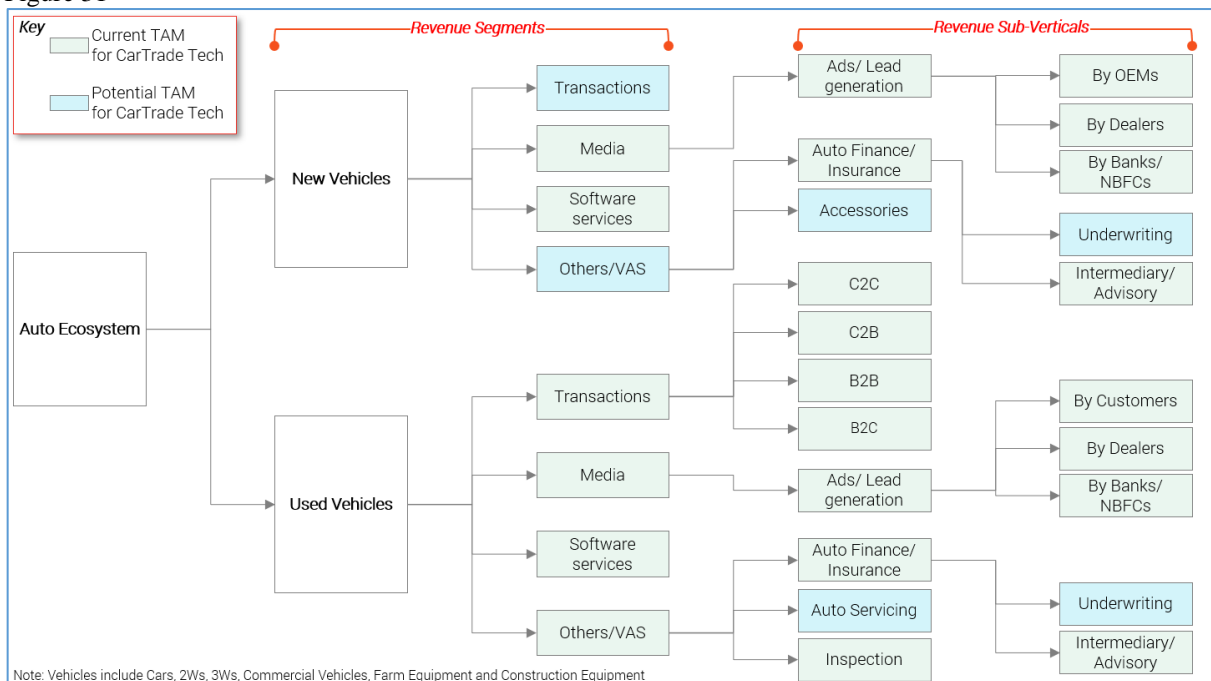 Figure 31
Key
Current TAM
for CarTrade Tech
Potential TAM
for CarTrade Tech
Revenue Segments
Revenue Sub-Verticals
Auto Ecosystem
New Vehicles
Transactions
Media
Software
services
Others/VAS
Ads/ Lead
generation
Auto Finance/
Insurance
Accessories
By OEMs
By Dealers
By Banks/
NBFCs
Underwriting
Intermediary/
Advisory
Used Vehicles
Transactions
Media
Software
services
Others/VAS
C2C
C2B
B2B
B2C
Ads/ Lead
generation
Auto Finance/
Insurance
Auto Servicing
Inspection
By Customers
By Dealers
By Banks/
NBFCs
Underwriting
Intermediary/
Advisory
Note: Vehicles include Cars, 2Ws, 3Ws, Commercial Vehicles, Farm Equipment and Construction Equipment